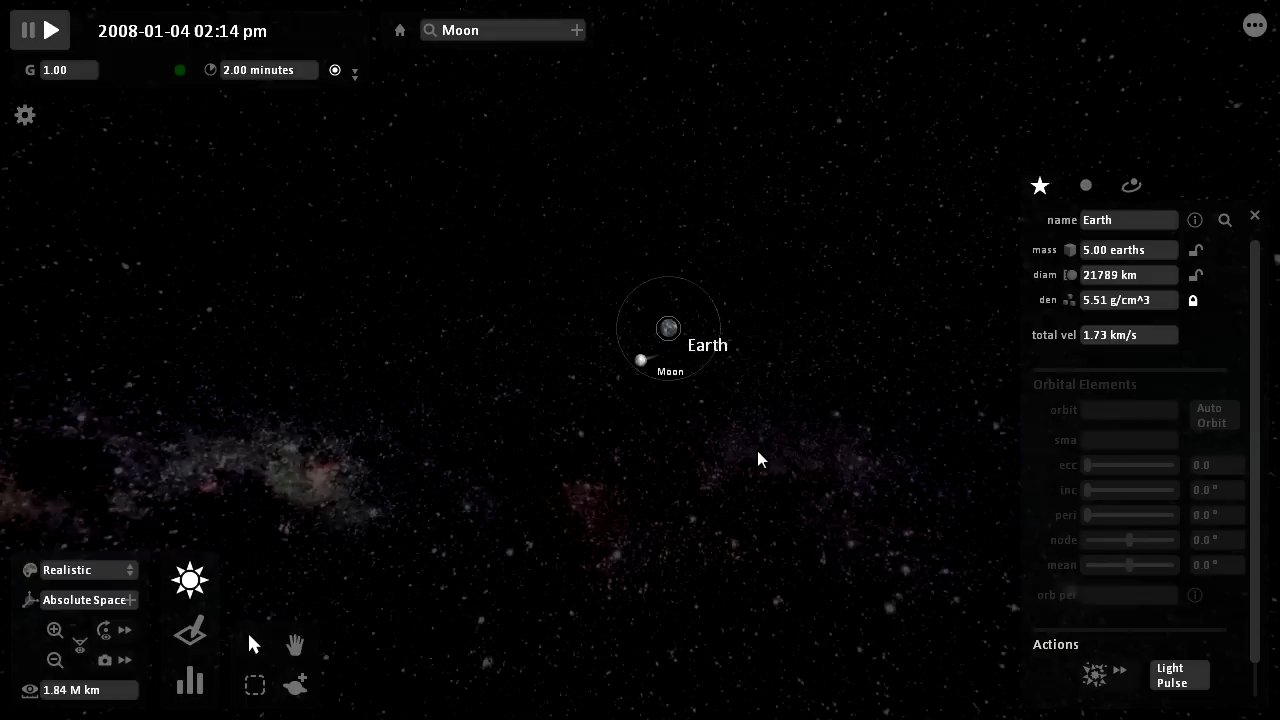 2008-01-04 02:14 pm
Moon
G 1.00
2.00 minutes
name Earth
mass 5.00 earths
diam 21789 km
den 5.51 g/cm^3
total vel 1.73 km/s
Earth
Moon
Orbital Elements
orbit
Auto
Orbit
sma
ecc 0.0
inc 0.0 °
peri 0.0 °
node 0.0 °
mean 0.0 °
orb per
Actions
Light
Pulse
Realistic
Absolute Space
1.84 M km